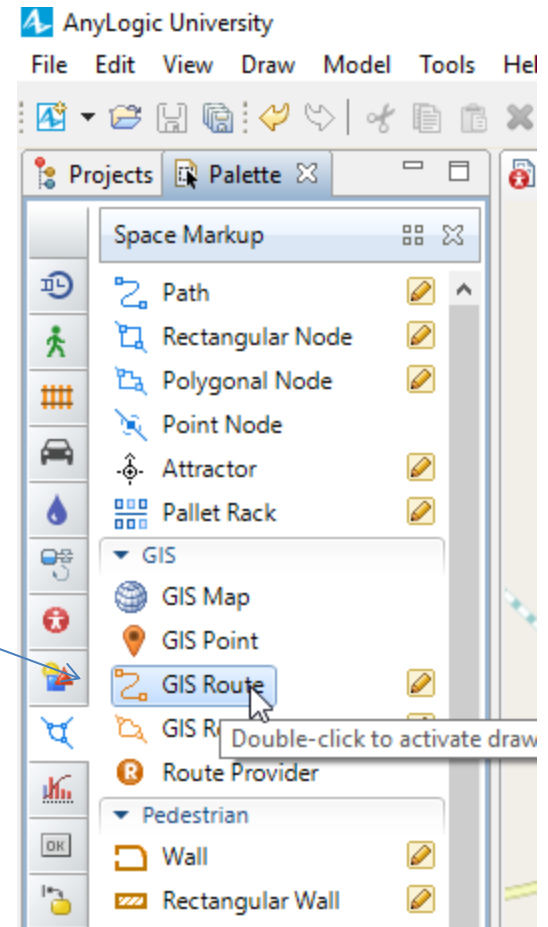 AnyLogic University
File Edit View Draw Model Tools
Projects Palette
Space Markup
Path
Rectangular Node
Polygonal Node
Point Node
Attractor
Pallet Rack
GIS
GIS Map
GIS Point
GIS Route
GIS
Double-click to activate
Route Provider
Pedestrian
OK
Wall
Rectangular Wall